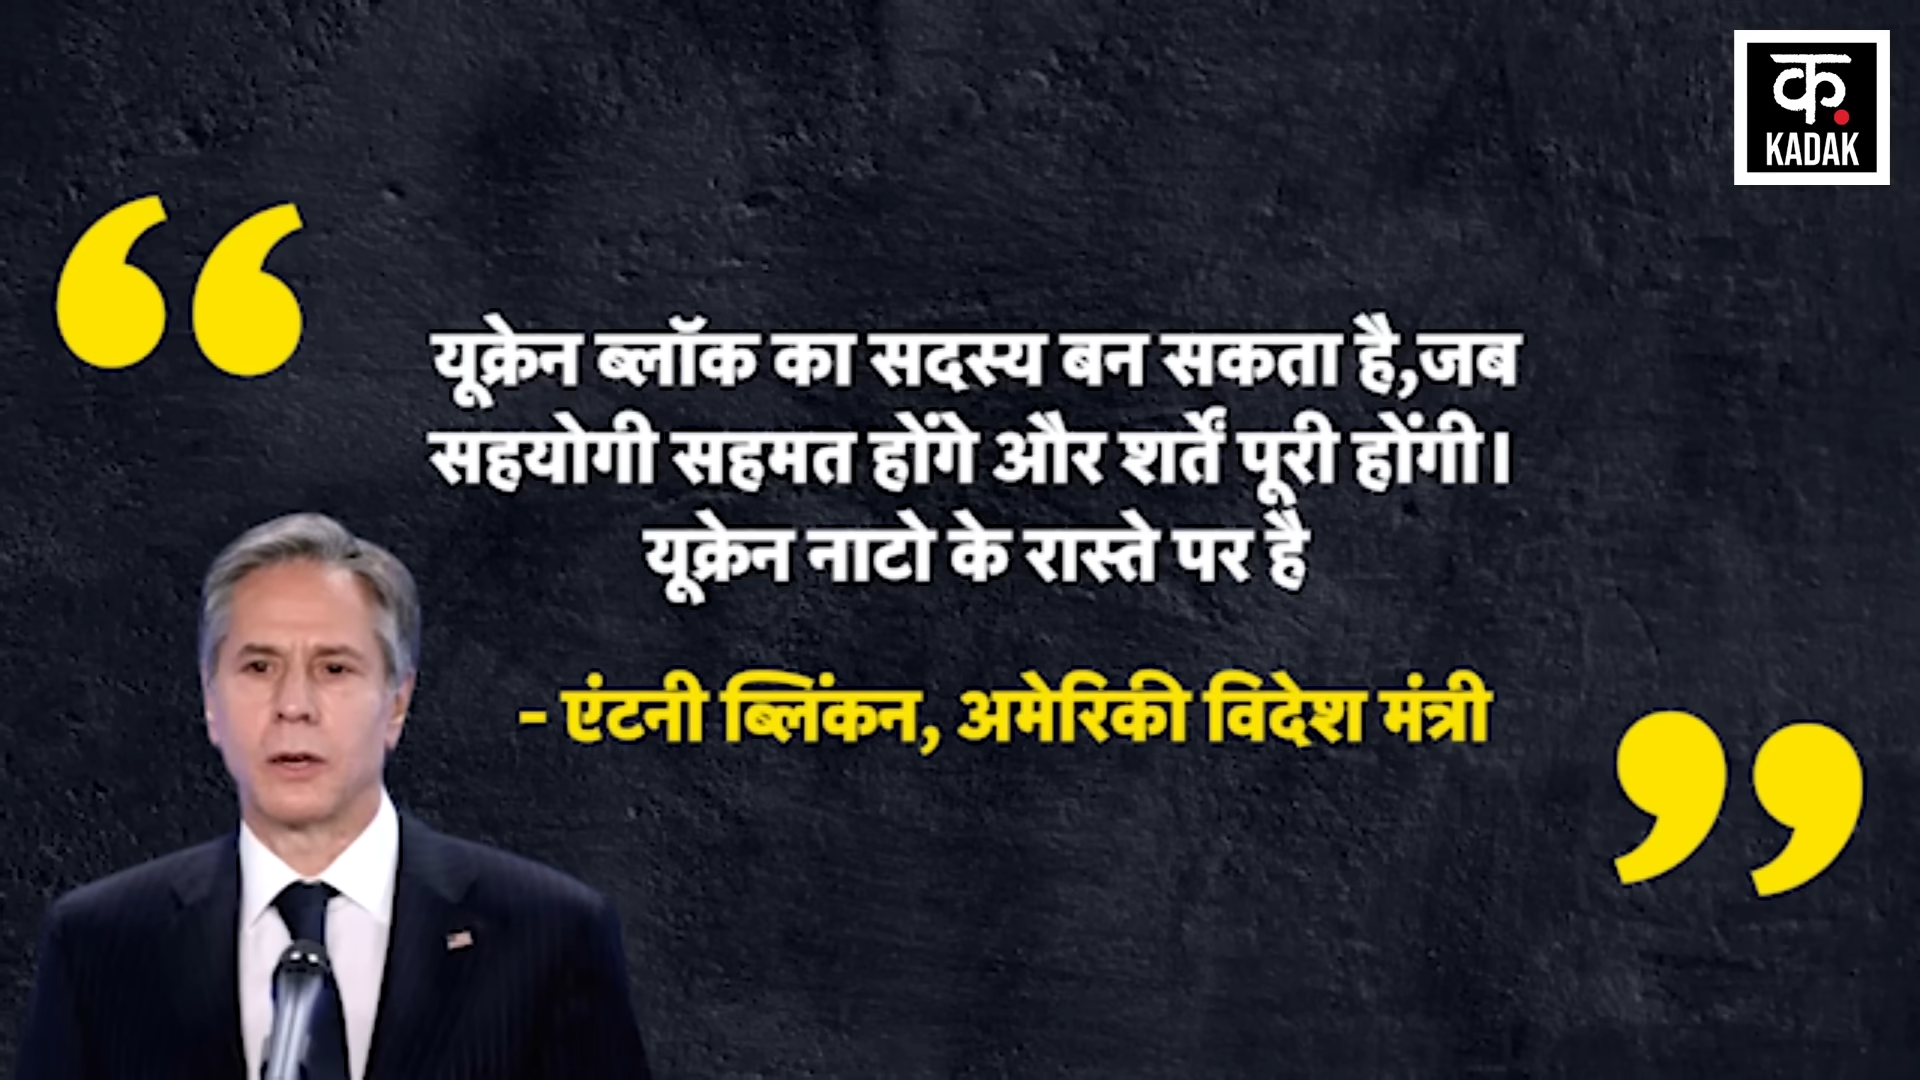 क.
KADAK
“
यूक्रेन ब्लॉक का सदस्य बन सकता है,जब
सहयोगी सहमत होंगे और शर्तें पूरी होंगी।
यूक्रेन नाटो के रास्ते पर है
- एंटनी ब्लिंकन, अमेरिकी विदेश मंत्री
”